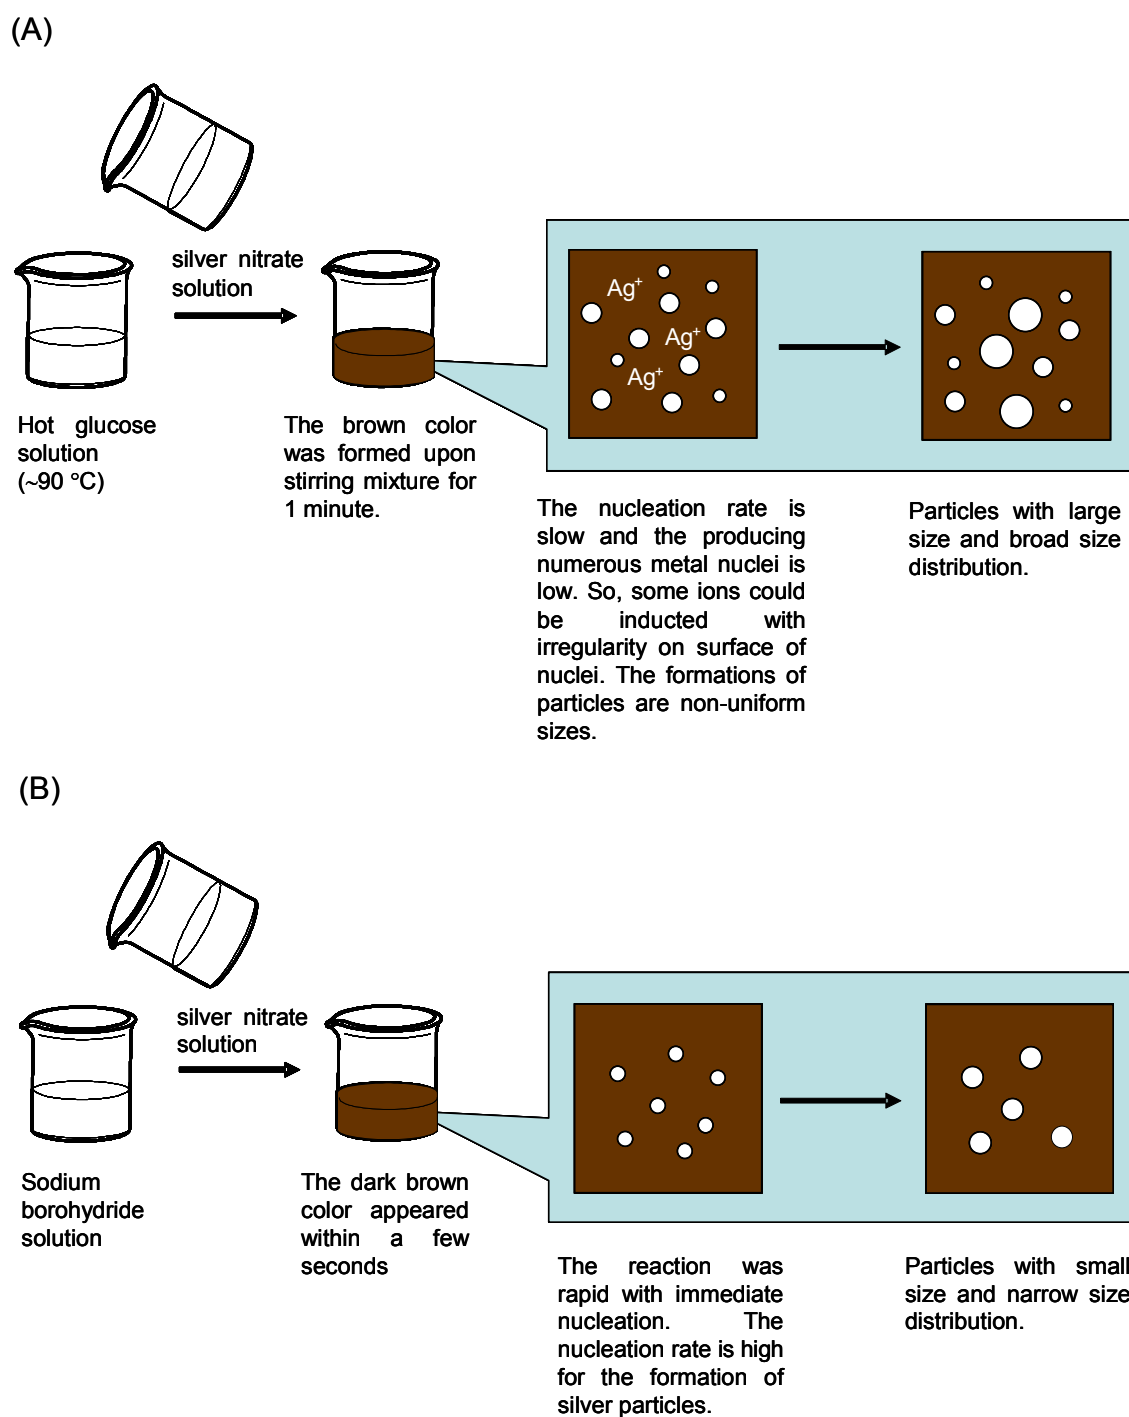 (A)
silver nitrate
solution
Hot glucose
solution
(~90 °C)
The brown color
was formed upon
stirring mixture for
1 minute.
Ag+
Ag+
Ag+
The nucleation rate is
slow and the producing
numerous metal nuclei is
low. So, some ions could
be inducted with
irregularity on surface of
nuclei. The formations of
particles are non-uniform
sizes.
Particles with large
size and broad size
distribution.
(B)
silver nitrate
solution
Sodium
borohydride
solution
The dark brown
color appeared
within a few
seconds
The reaction was
rapid with immediate
nucleation. The
nucleation rate is high
for the formation of
silver particles.
Particles with small
size and narrow size
distribution.